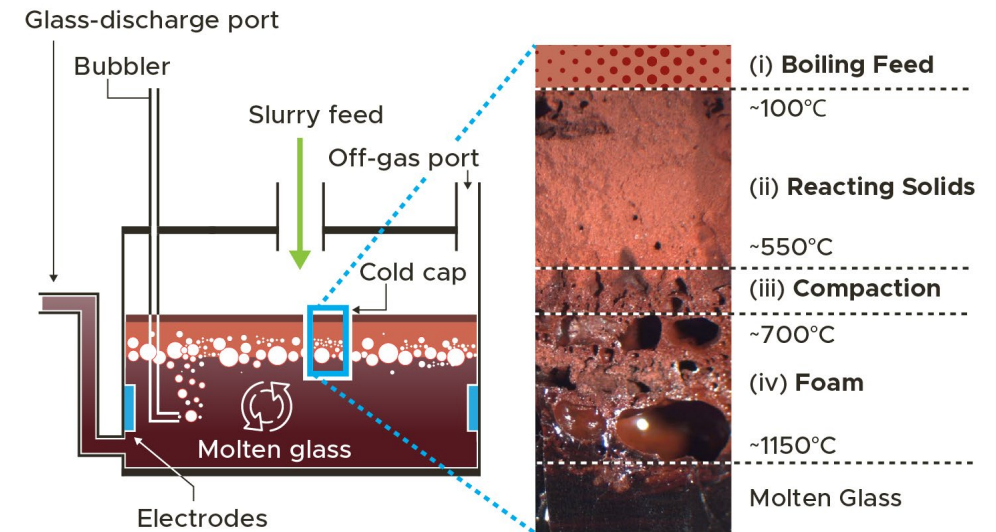 Glass-discharge port
Bubbler
Slurry feed
Off-gas port
Cold cap
Molten glass
Electrodes
(i) Boiling Feed
~100°C
(ii) Reacting Solids
~550°C
(iii) Compaction
~700°C
(iv) Foam
~1150°C
Molten Glass